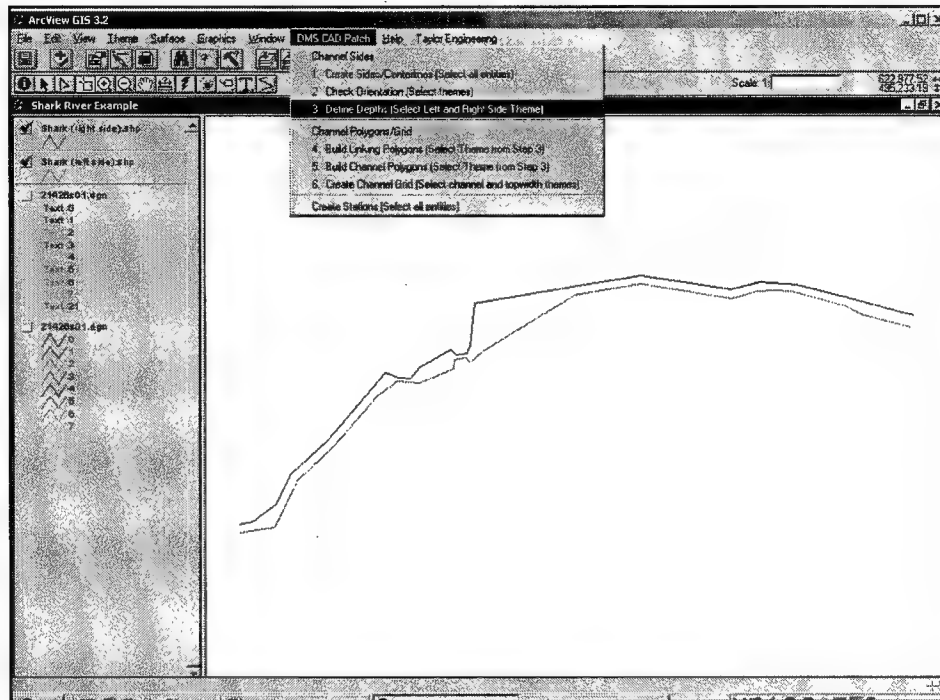 ArcView GIS 3.2
File Edit View Theme Surface Graphics Window DMS CAD Patch Help Taylor Engineering
Channel Sides
1. Create Sides/Centerlines (Select all entities)
2. Check Orientation (Select themes)
3. Define Depths (Select Left and Right Side Theme)
Channel Polygons/Grid
4. Build Linking Polygons (Select Theme from Step 3)
5. Build Channel Polygons (Select Theme from Step 3)
6. Create Channel Grid (Select channel and topwidth themes)
Create Stations (Select all entities)
Scale 1:
Shark River Example
Shark (right side).shp
Shark (left side).shp
21420s01.dgn
Text 0
Text 1
2
Text 3
4
Text 5
Text 6
7
Text 21
21420s01.dgn
0
1
2
3
4
5
6
7